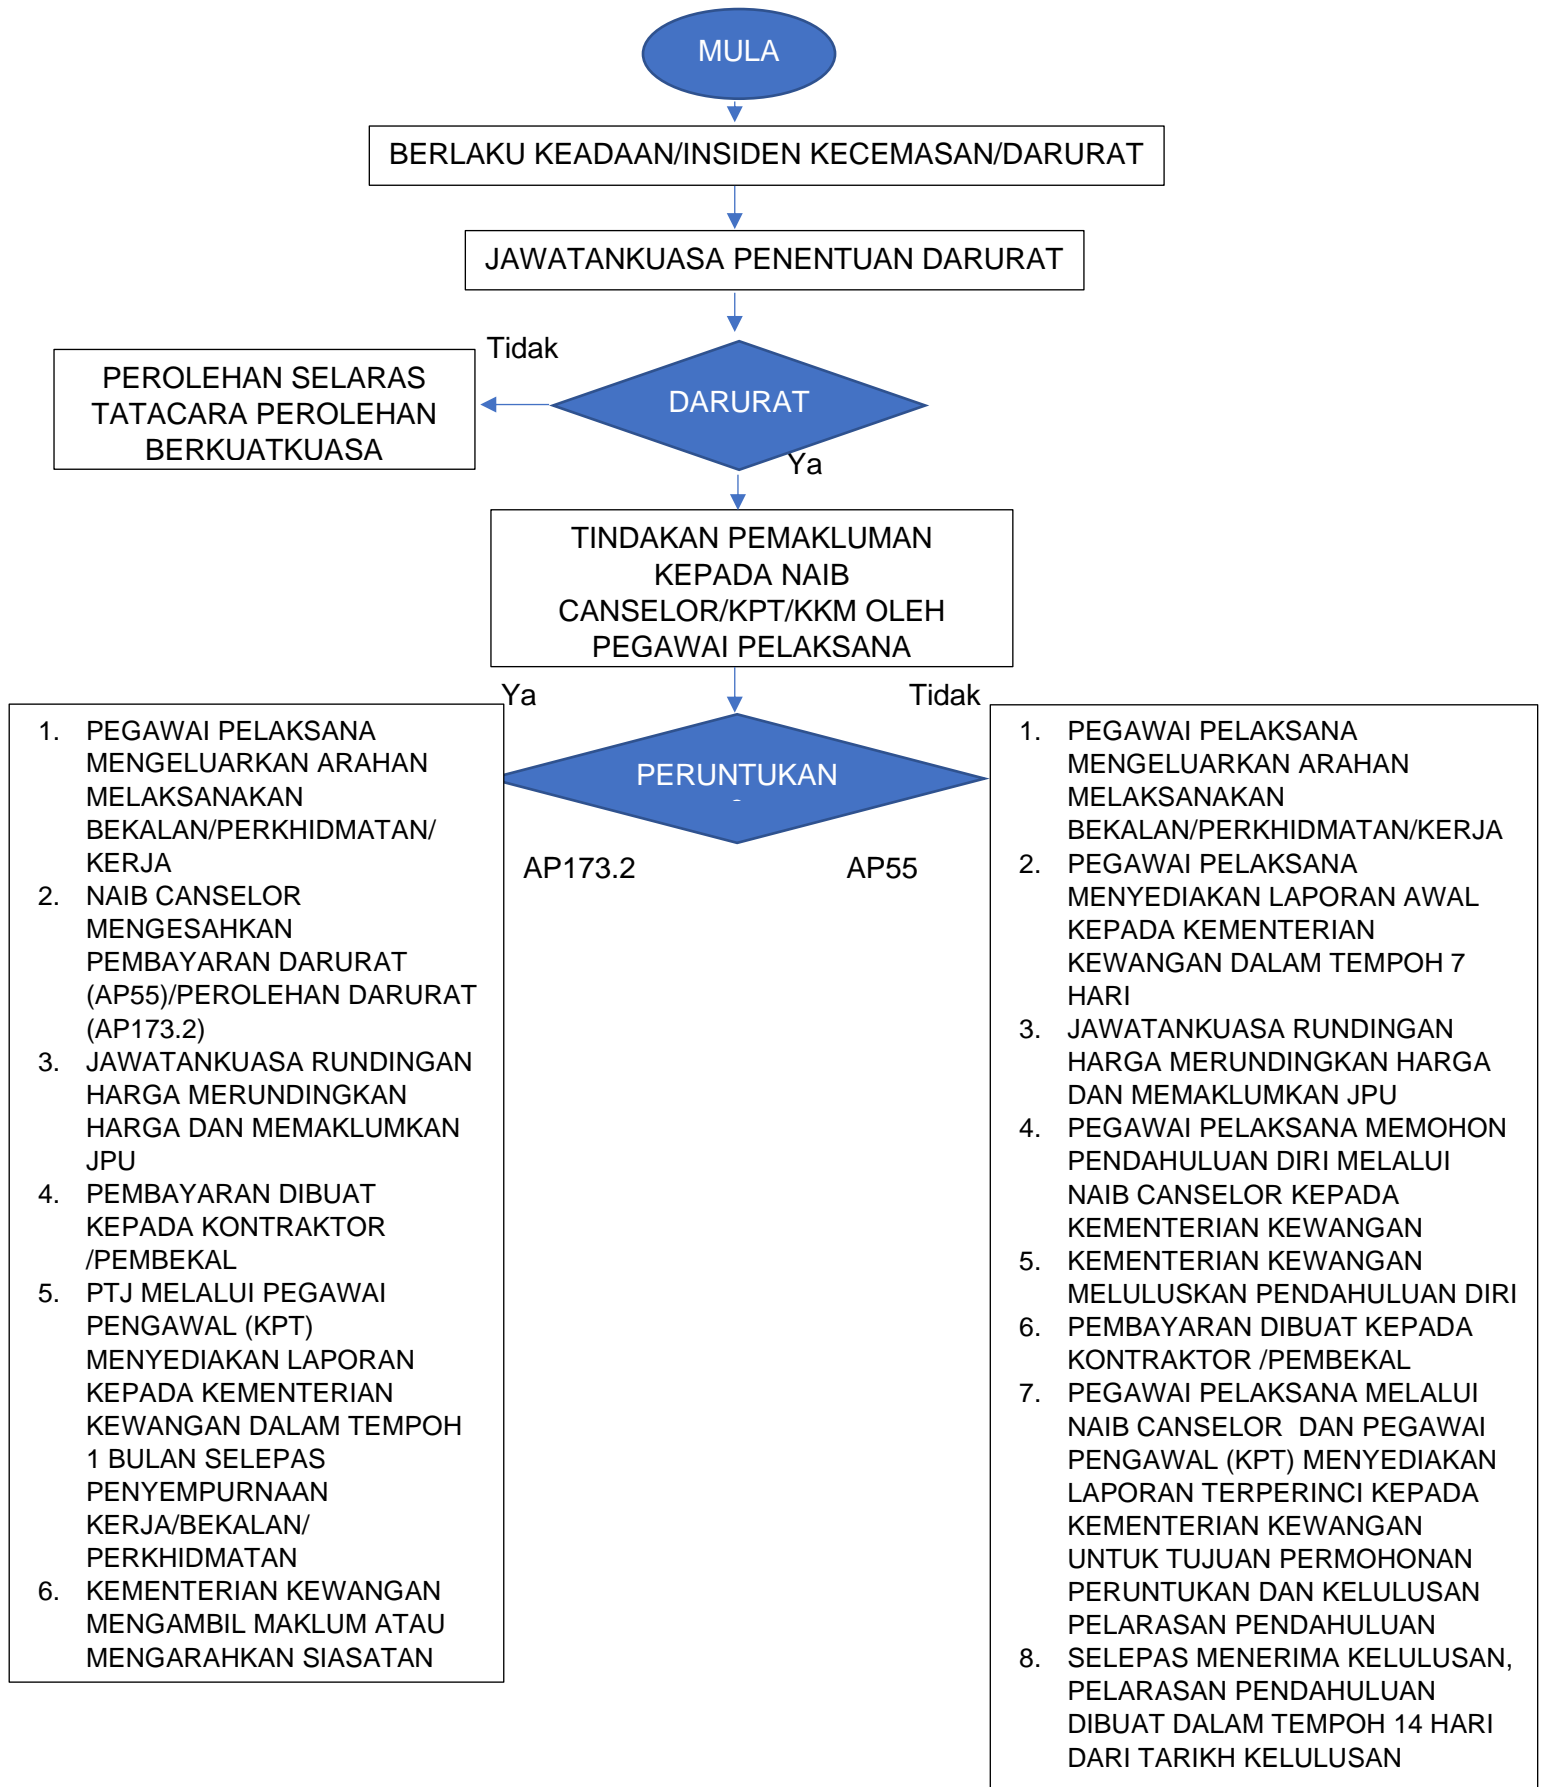 MULA
BERLAKU KEADAAN/INSIDEN KECEMASAN/DARURAT
JAWATANKUASA PENENTUAN DARURAT
Tidak
PEROLEHAN SELARAS
TATACARA PEROLEHAN
BERKUATKUASA
DARURAT
Ya
TINDAKAN PEMAKLUMAN
KEPADA NAIB
CANSELOR/KPT/KKM OLEH
PEGAWAI PELAKSANA
Ya
Tidak
PERUNTUKAN
AP173.2
AP55
1. PEGAWAI PELAKSANA
MENGELUARKAN ARAHAN
MELAKSANAKAN
BEKALAN/PERKHIDMATAN/
KERJA
2. NAIB CANSELOR
MENGESAHKAN
PEMBAYARAN DARURAT
(AP55)/PEROLEHAN DARURAT
(AP173.2)
3. JAWATANKUASA RUNDINGAN
HARGA MERUNDINGKAN
HARGA DAN MEMAKLUMKAN
JPU
4. PEMBAYARAN DIBUAT
KEPADA KONTRAKTOR
/PEMBEKAL
5. PTJ MELALUI PEGAWAI
PENGAWAL (KPT)
MENYEDIAKAN LAPORAN
KEPADA KEMENTERIAN
KEWANGAN DALAM TEMPOH
1 BULAN SELEPAS
PENYEMPURNAAN
KERJA/BEKALAN/
PERKHIDMATAN
6. KEMENTERIAN KEWANGAN
MENGAMBIL MAKLUM ATAU
MENGARAHKAN SIASATAN
1. PEGAWAI PELAKSANA
MENGELUARKAN ARAHAN
MELAKSANAKAN
BEKALAN/PERKHIDMATAN/KERJA
2. PEGAWAI PELAKSANA
MENYEDIAKAN LAPORAN AWAL
KEPADA KEMENTERIAN
KEWANGAN DALAM TEMPOH 7
HARI
3. JAWATANKUASA RUNDINGAN
HARGA MERUNDINGKAN HARGA
DAN MEMAKLUMKAN JPU
4. PEGAWAI PELAKSANA MEMOHON
PENDAHULUAN DIRI MELALUI
NAIB CANSELOR KEPADA
KEMENTERIAN KEWANGAN
5. KEMENTERIAN KEWANGAN
MELULUSKAN PENDAHULUAN DIRI
6. PEMBAYARAN DIBUAT KEPADA
KONTRAKTOR /PEMBEKAL
7. PEGAWAI PELAKSANA MELALUI
NAIB CANSELOR  DAN PEGAWAI
PENGAWAL (KPT) MENYEDIAKAN
LAPORAN TERPERINCI KEPADA
KEMENTERIAN KEWANGAN
UNTUK TUJUAN PERMOHONAN
PERUNTUKAN DAN KELULUSAN
PELARASAN PENDAHULUAN
8. SELEPAS MENERIMA KELULUSAN,
PELARASAN PENDAHULUAN
DIBUAT DALAM TEMPOH 14 HARI
DARI TARIKH KELULUSAN